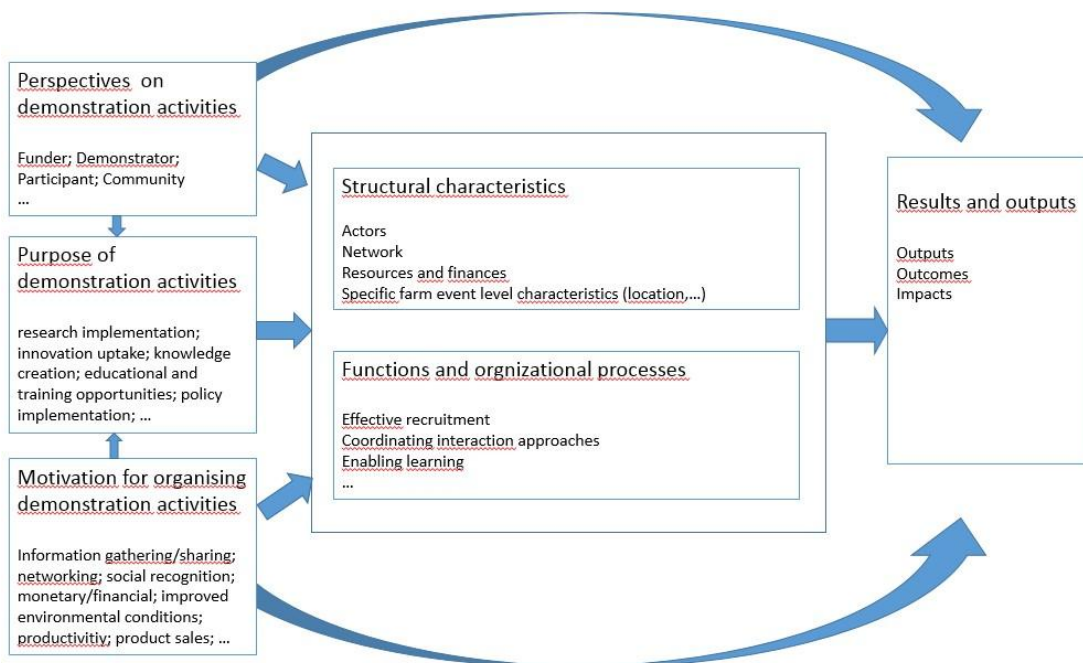 Perspectives on
demonstration activities
Funder; Demonstrator;
Participant; Community
…
Purpose of
demonstration activities
research implementation;
innovation uptake; knowledge
creation; educational and
training opportunities; policy
implementation; …
Motivation for organising
demonstration activities
Information gathering/sharing;
networking; social recognition;
monetary/financial; improved
environmental conditions;
productivitiy; product sales; …
Structural characteristics
Actors
Network
Resources and finances
Specific farm event level characteristics (location,…)
Functions and orgnizational processes
Effective recruitment
Coordinating interaction approaches
Enabling learning
…
Results and outputs
Outputs
Outcomes
Impacts